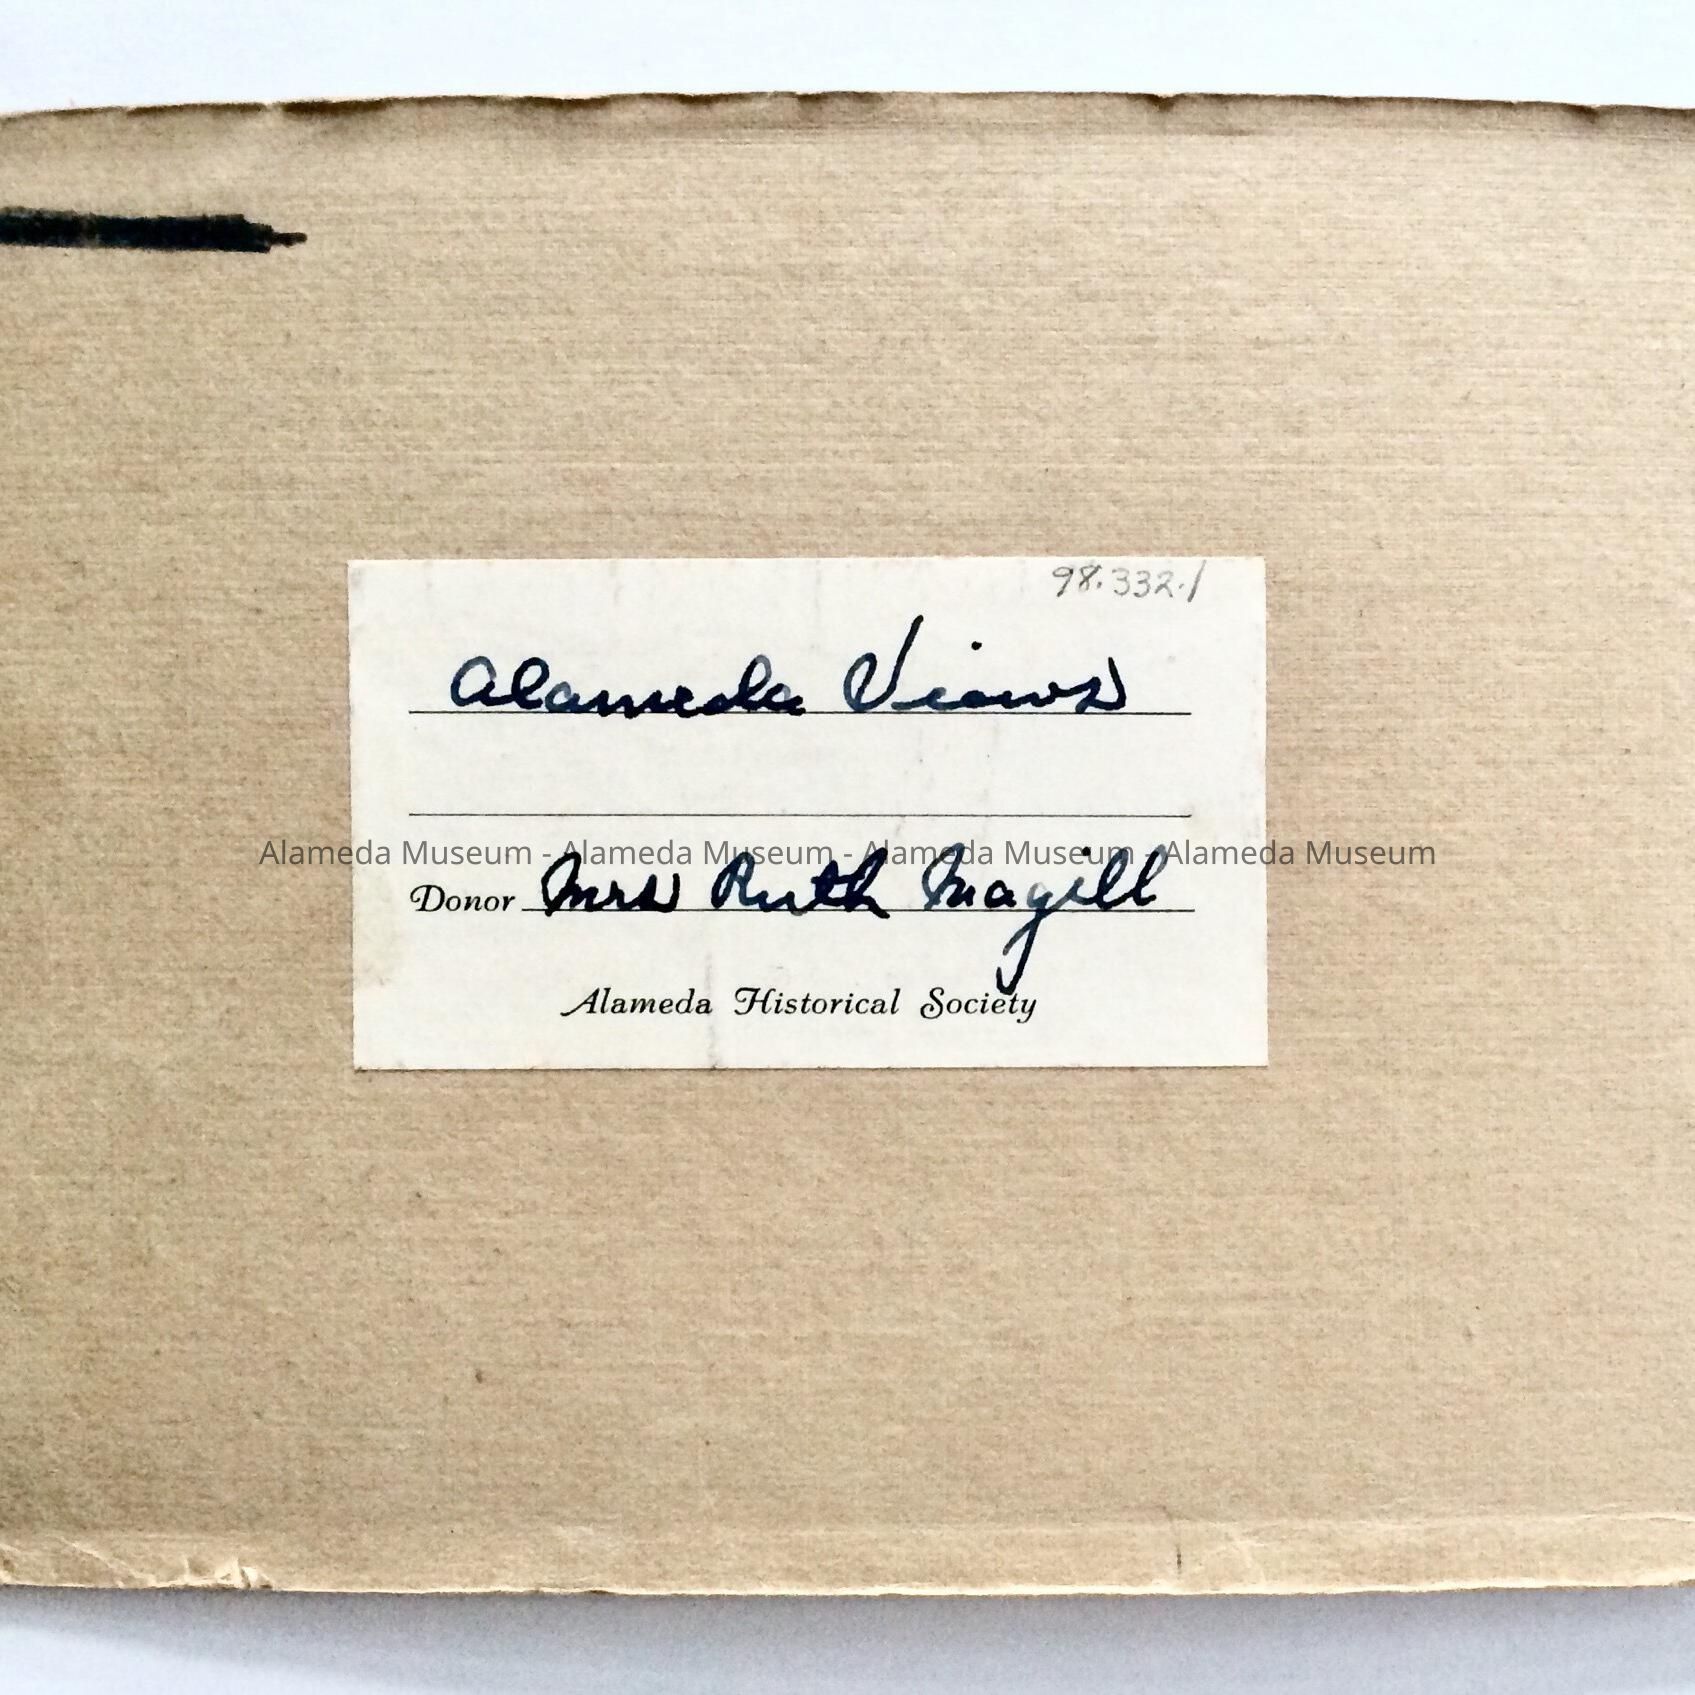 98.332.1
Alameda Views
Alameda Museum - Alameda Museum - Alameda Museum - Alameda Museum
Donor Mrs Ruth Magill
Alameda Historical Society